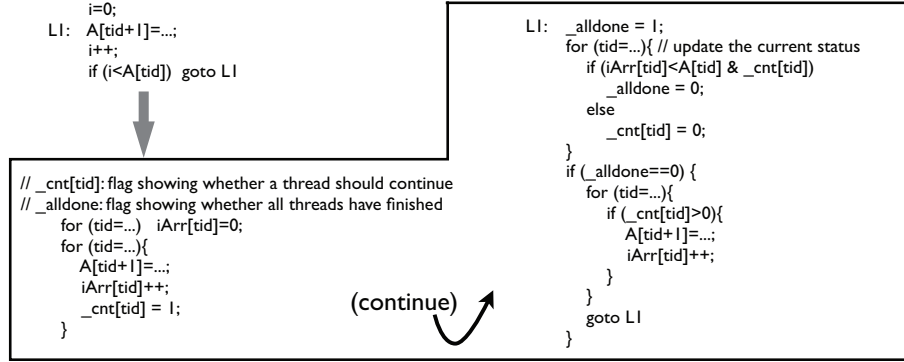 i=0;
L1: A[tid+1]=...;
i++;
if (i<A[tid]) goto L1
// _cnt[tid]: flag showing whether a thread should continue
// _alldone: flag showing whether all threads have finished
for (tid=...) iArr[tid]=0;
for (tid=...){
A[tid+1]=...;
iArr[tid]++;
_cnt[tid] = 1;
}
(continue)
L1: _alldone = 1;
for (tid=...){ // update the current status
if (iArr[tid]<A[tid] & _cnt[tid])
_alldone = 0;
else
_cnt[tid] = 0;
}
if (_alldone==0) {
for (tid=...){
if (_cnt[tid]>0){
A[tid+1]=...;
iArr[tid]++;
}
}
goto L1
}